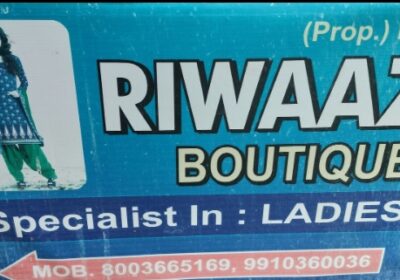 (Prop.)
RIWAAZ
BOUTIQUE
Specialist In : LADIES
MOB. 8003665169, 9910360036